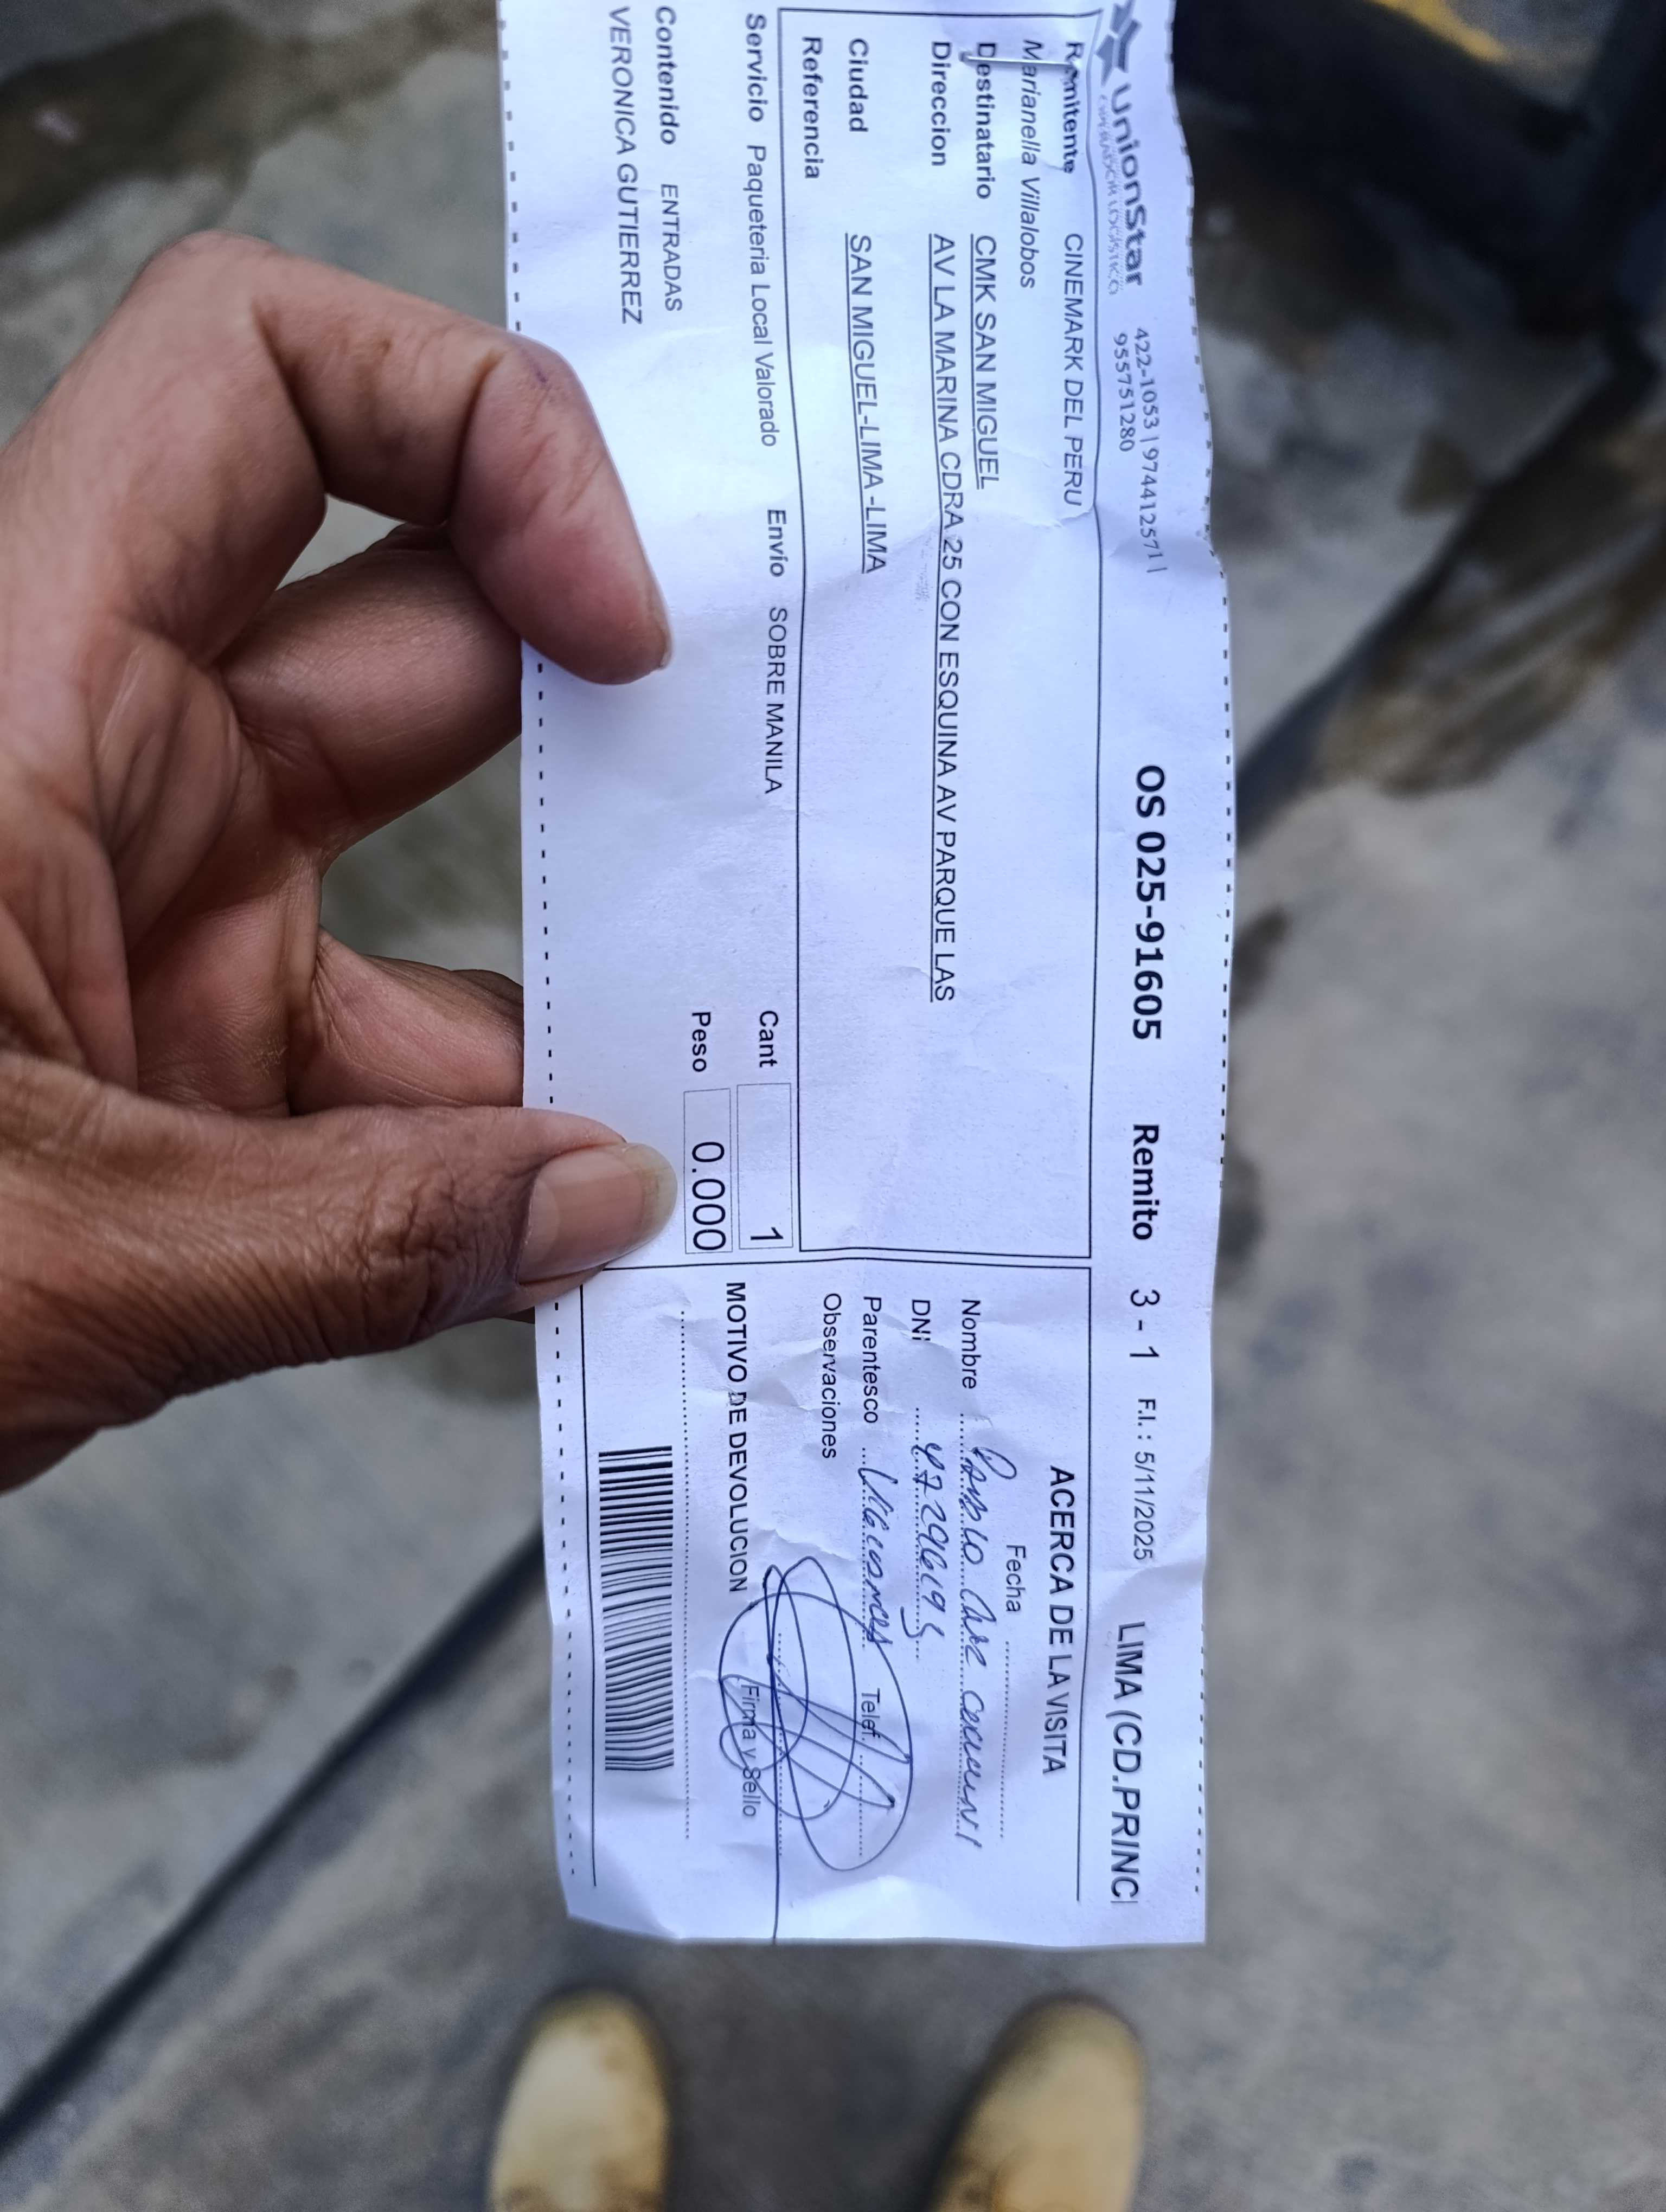 UnionStar 422-1053 | 974412571 |
955751280
OS 025-91605 Remito 3 - 1 F.I. : 5/11/2025 LIMA (CD.PRINCI
Remitente CINEMARK DEL PERU
Marianella Villalobos
Destinatario CMK SAN MIGUEL
Direccion AV LA MARINA CDRA 25 CON ESQUINA AV PARQUE LAS
Ciudad SAN MIGUEL-LIMA -LIMA
Referencia
Servicio Paqueteria Local Valorado Envío SOBRE MANILA Cant 1
Peso 0.000
Contenido ENTRADAS
VERONICA GUTIERREZ
ACERCA DE LA VISITA
Fecha
Nombre
DNI
Parentesco Telef.
Observaciones
Firma y Sello
MOTIVO DE DEVOLUCION